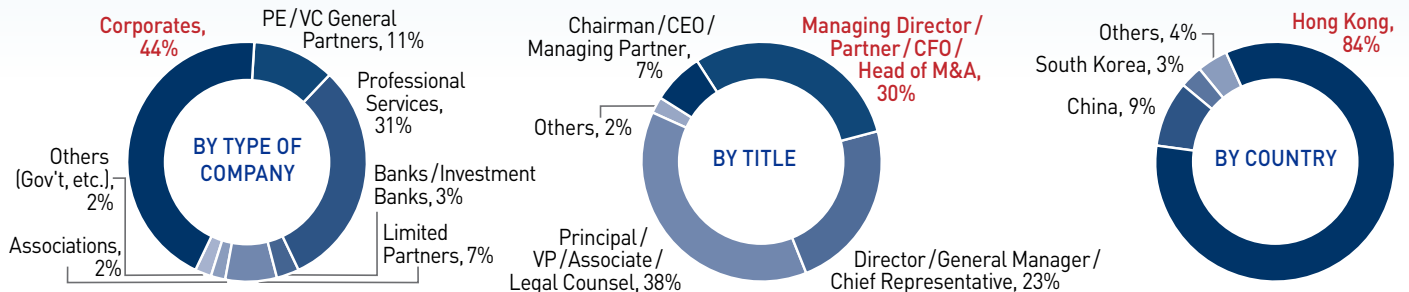 Corporates,
44%
PE/VC General
Partners, 11%
Professional
Services,
31%
BY TYPE OF
COMPANY
Others
(Gov't, etc.),
2%
Banks/Investment
Banks, 3%
Associations,
2%
Limited
Partners, 7%
Chairman/CEO/
Managing Partner,
7%
Managing Director/
Partner/CFO/
Head of M&A,
30%
Others, 2%
BY TITLE
Principal/
VP/Associate/
Legal Counsel, 38%
Director/General Manager/
Chief Representative, 23%
Hong Kong,
84%
Others, 4%
South Korea, 3%
China, 9%
BY COUNTRY